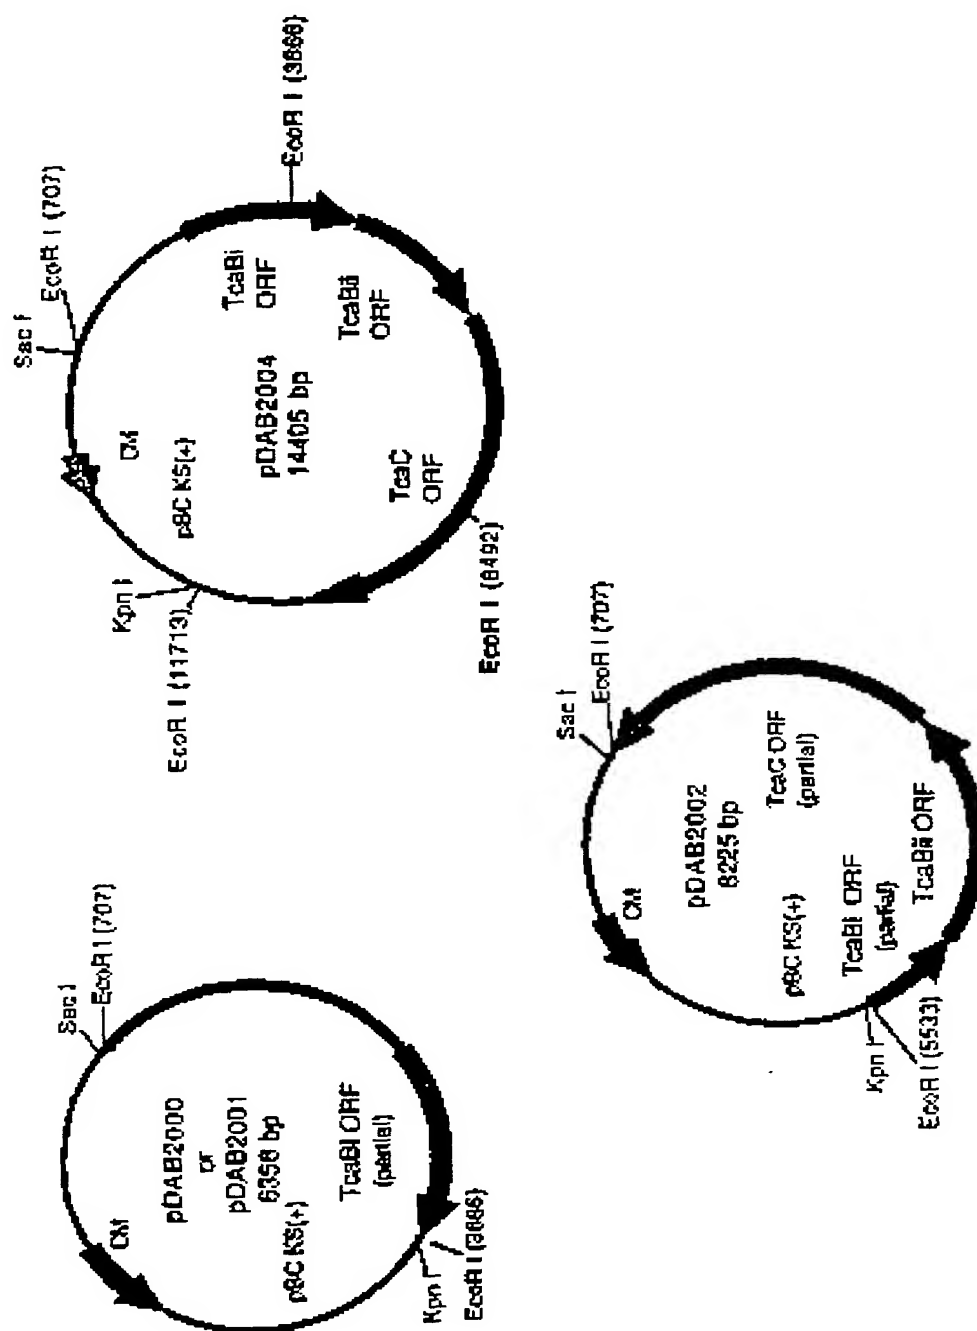 Sac I
EcoR I (707)
CM
pDAB2000
or
pDAB2001
6358 bp
pBC KS(+)
TcaBi ORF
(partial)
Kpn I
EcoR I (3686)
Sac I
EcoR I (707)
CM
pBC KS(+)
Kpn I
EcoR I (11713)
TcaBi
ORF
EcoR I (3666)
pDAB2004
14405 bp
TcaBii
ORF
TcaC
ORF
EcoR I (8492)
Sac I
EcoR I (707)
CM
pDAB2002
8225 bp
TcaC ORF
(partial)
pBC KS(+)
TcaBi ORF
(partial)
Kpn I
TcaBii ORF
EcoR I (5533)